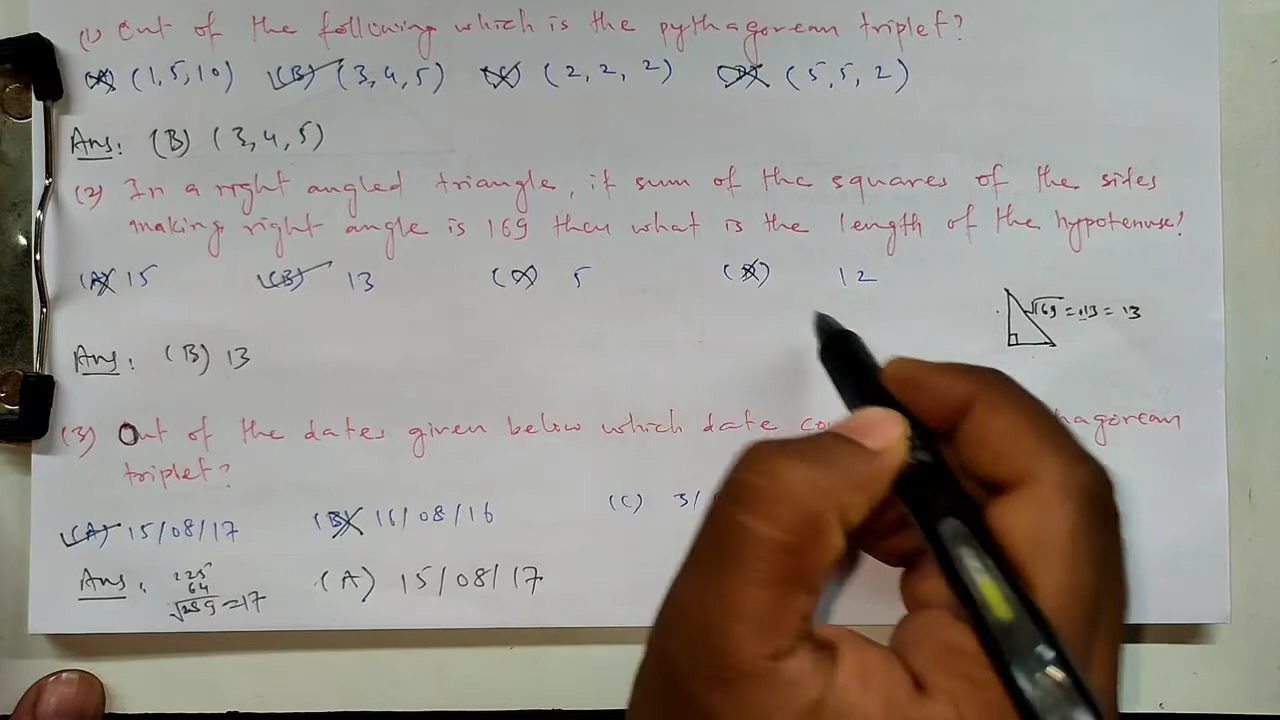 (1) Out of the following which is the pythagorean triplet?
(A) (1,5,10) (B) (3,4,5) (C) (2,2,2) (D) (5,5,2)
Ans: (B) (3,4,5)
(2) In a right angled triangle, if sum of the squares of the sides
making right angle is 169 then what is the length of the hypotenuse?
(A) 15 (B) 13 (C) 5 (D) 12
√169 = 13 = 13
Ans: (B) 13
(3) Out of the dates given below which date
triplet?
(A) 15/08/17 (B) 16/08/16 (C) 3/
Ans: (A) 15/08/17
225
64
√289 = 17